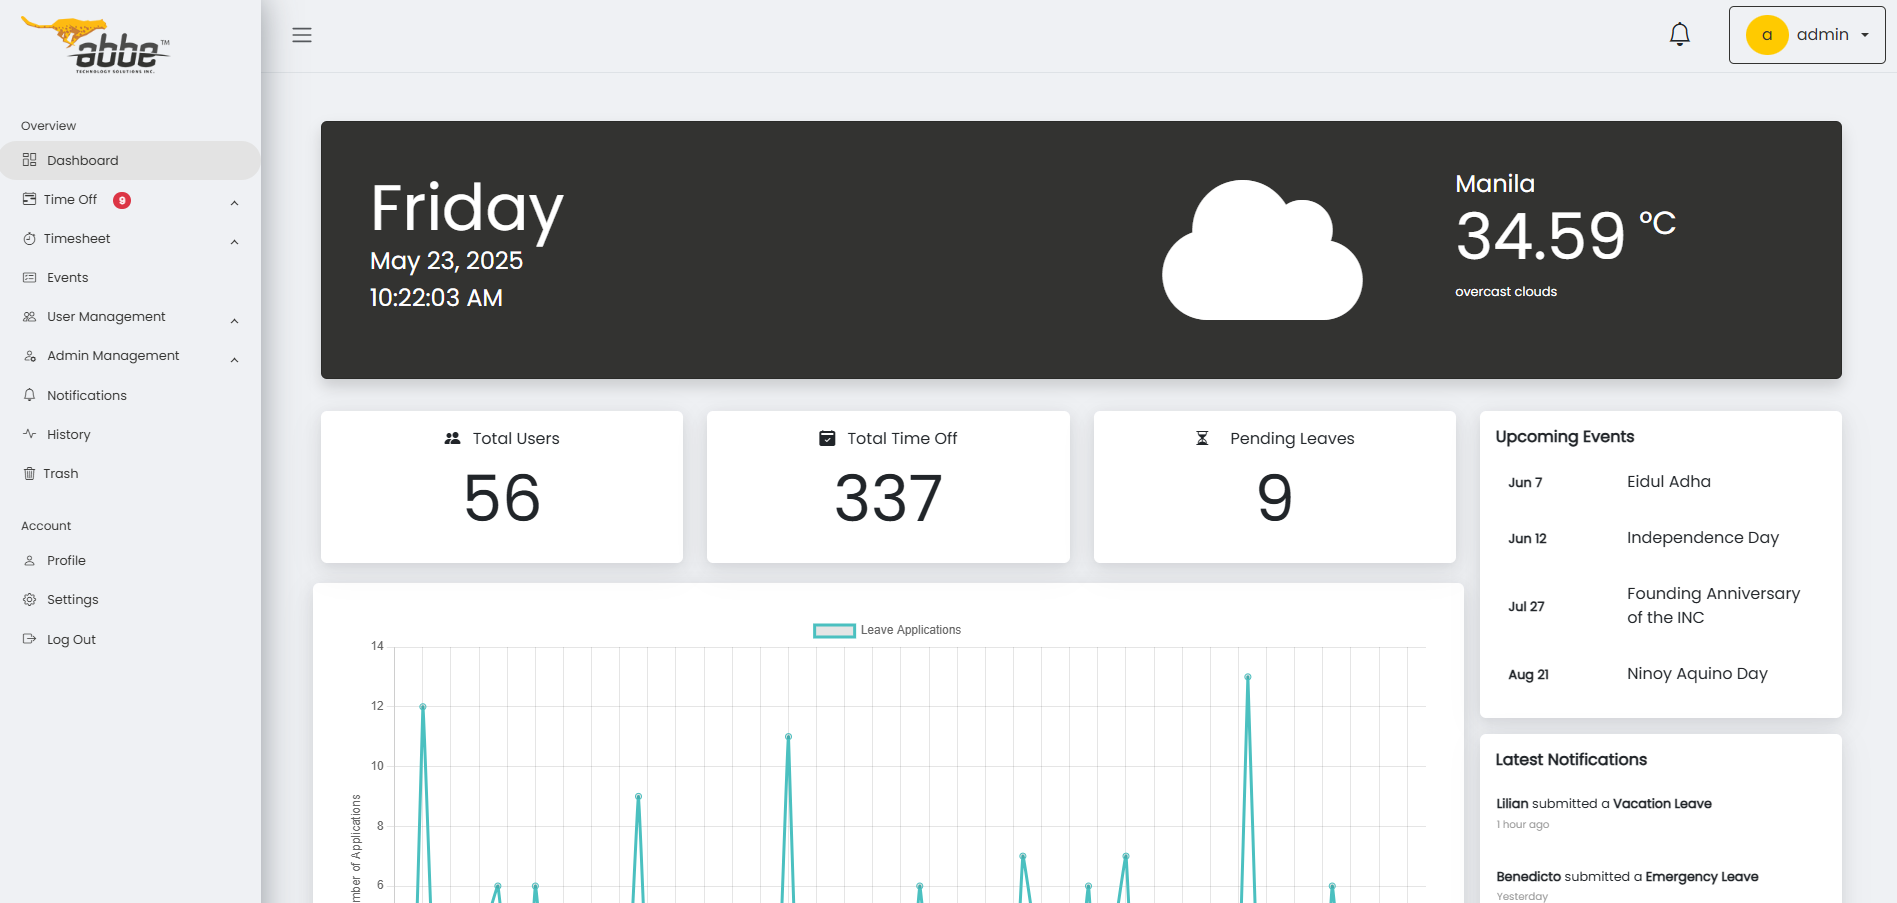 abbe™
TECHNOLOGY SOLUTIONS INC.
Overview
Dashboard
Time Off 9
Timesheet
Events
User Management
Admin Management
Notifications
History
Trash
Account
Profile
Settings
Log Out
a admin
Friday
May 23, 2025
10:22:03 AM
Manila
34.59 °C
overcast clouds
Total Users
56
Total Time Off
337
Pending Leaves
9
Upcoming Events
Jun 7 Eidul Adha
Jun 12 Independence Day
Jul 27 Founding Anniversary
of the INC
Aug 21 Ninoy Aquino Day
Leave Applications
14
12
10
8
6
of Applications
Latest Notifications
Lilian submitted a Vacation Leave
1 hour ago
Benedicto submitted a Emergency Leave
Yesterday